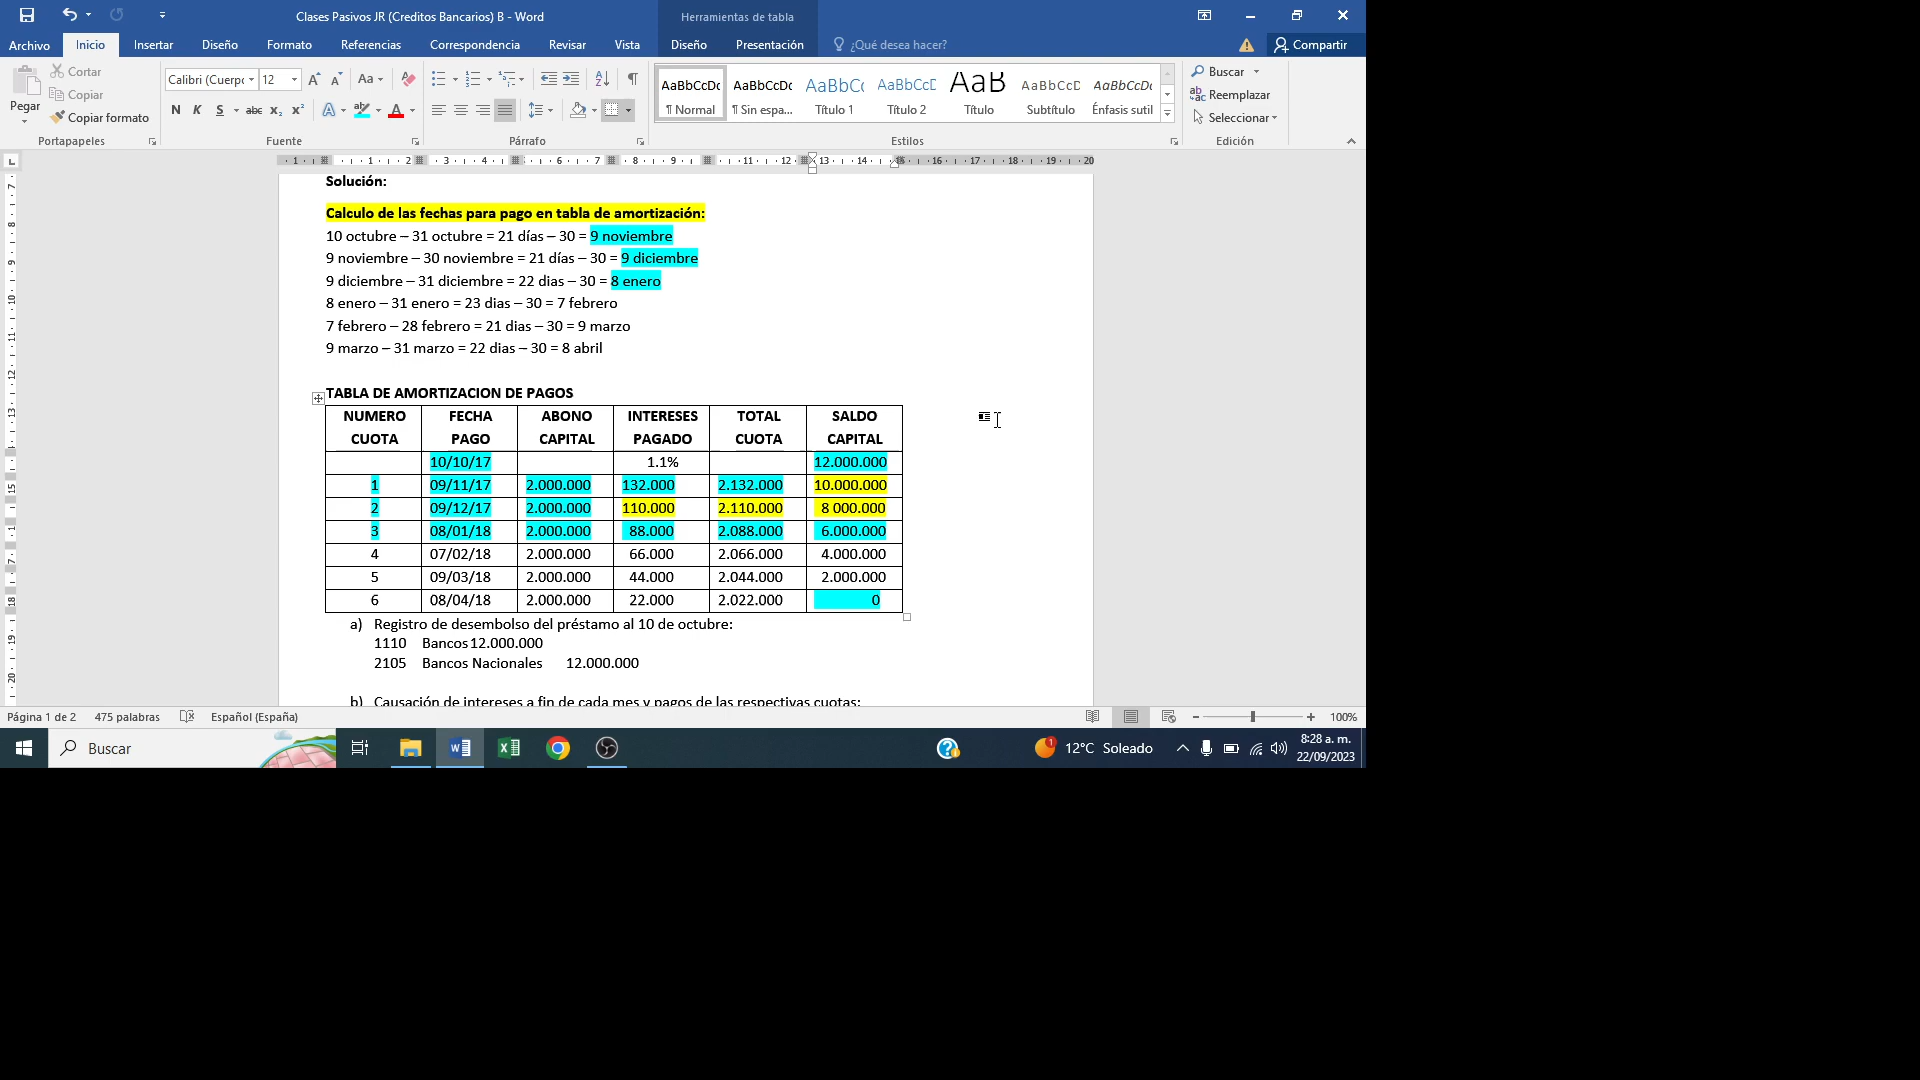 Clases Pasivos JR (Creditos Bancarios) B - Word
Herramientas de tabla
Archivo Inicio Insertar Diseño Formato Referencias Correspondencia Revisar Vista Diseño Presentación ¿Qué desea hacer? Compartir
Pegar
Cortar
Copiar
Copiar formato
Portapapeles
Calibri (Cuerpo 12
Aa
N K S abc x₂ x²
Fuente
Párrafo
AaBbCcDc AaBbCcDc AaBbCc AaBbCcD AaB AaBbCcD AaBbCcDc
¶ Normal ¶ Sin espa... Título 1 Título 2 Título Subtítulo Énfasis sutil
Estilos
Buscar
Reemplazar
Seleccionar
Edición
Solución:
Calculo de las fechas para pago en tabla de amortización:
10 octubre – 31 octubre = 21 días – 30 = 9 noviembre
9 noviembre – 30 noviembre = 21 días – 30 = 9 diciembre
9 diciembre – 31 diciembre = 22 dias – 30 = 8 enero
8 enero – 31 enero = 23 dias – 30 = 7 febrero
7 febrero – 28 febrero = 21 dias – 30 = 9 marzo
9 marzo – 31 marzo = 22 dias – 30 = 8 abril
TABLA DE AMORTIZACION DE PAGOS
NUMERO CUOTA FECHA PAGO ABONO CAPITAL INTERESES PAGADO TOTAL CUOTA SALDO CAPITAL
10/10/17 1.1% 12.000.000
1 09/11/17 2.000.000 132.000 2.132.000 10.000.000
2 09/12/17 2.000.000 110.000 2.110.000 8 000.000
3 08/01/18 2.000.000 88.000 2.088.000 6.000.000
4 07/02/18 2.000.000 66.000 2.066.000 4.000.000
5 09/03/18 2.000.000 44.000 2.044.000 2.000.000
6 08/04/18 2.000.000 22.000 2.022.000 0
a) Registro de desembolso del préstamo al 10 de octubre:
1110 Bancos 12.000.000
2105 Bancos Nacionales 12.000.000
b) Causación de intereses a fin de cada mes y pagos de las respectivas cuotas:
Página 1 de 2 475 palabras Español (España) 100%
Buscar
12°C Soleado
8:28 a. m.
22/09/2023